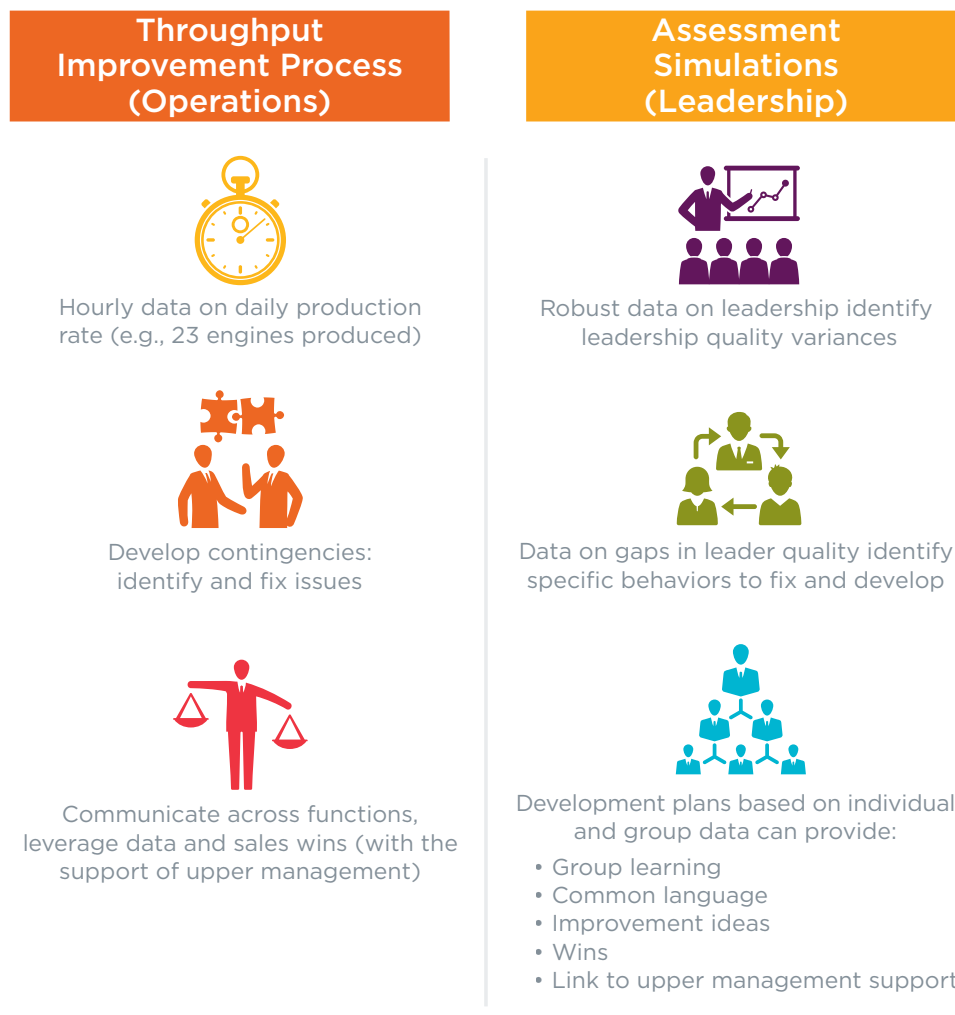 Throughput
Improvement Process
(Operations)
Hourly data on daily production
rate (e.g., 23 engines produced)
Develop contingencies:
identify and fix issues
Communicate across functions,
leverage data and sales wins (with the
support of upper management)
Assessment
Simulations
(Leadership)
Robust data on leadership identify
leadership quality variances
Data on gaps in leader quality identify
specific behaviors to fix and develop
Development plans based on individual
and group data can provide:
• Group learning
• Common language
• Improvement ideas
• Wins
• Link to upper management support